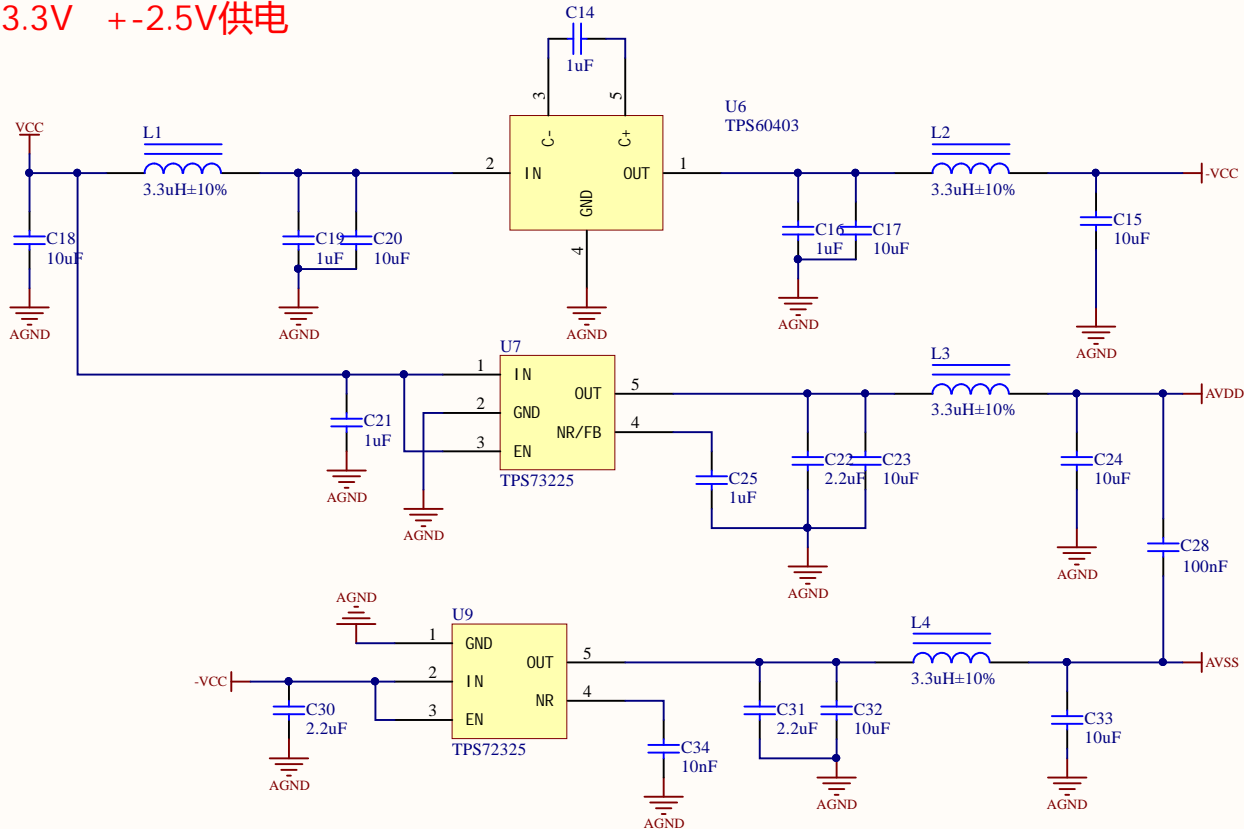 3.3V +-2.5V供电
C14
1uF
3
5
U6
TPS60403
VCC
L1
3.3uH±10%
2
IN
C-
C+
OUT
GND
1
4
L2
3.3uH±10%
-VCC
C18
10uF
C19
1uF
C20
10uF
C16
1uF
C17
10uF
C15
10uF
AGND
AGND
AGND
AGND
AGND
U7
1
IN
2
GND
3
EN
OUT
5
NR/FB
4
TPS73225
L3
3.3uH±10%
AVDD
C21
1uF
AGND
AGND
C25
1uF
C22
2.2uF
C23
10uF
C24
10uF
AGND
AGND
C28
100nF
AGND
U9
1
GND
2
IN
3
EN
OUT
5
NR
4
TPS72325
-VCC
L4
3.3uH±10%
AVSS
C30
2.2uF
AGND
C34
10nF
AGND
C31
2.2uF
C32
10uF
AGND
C33
10uF
AGND